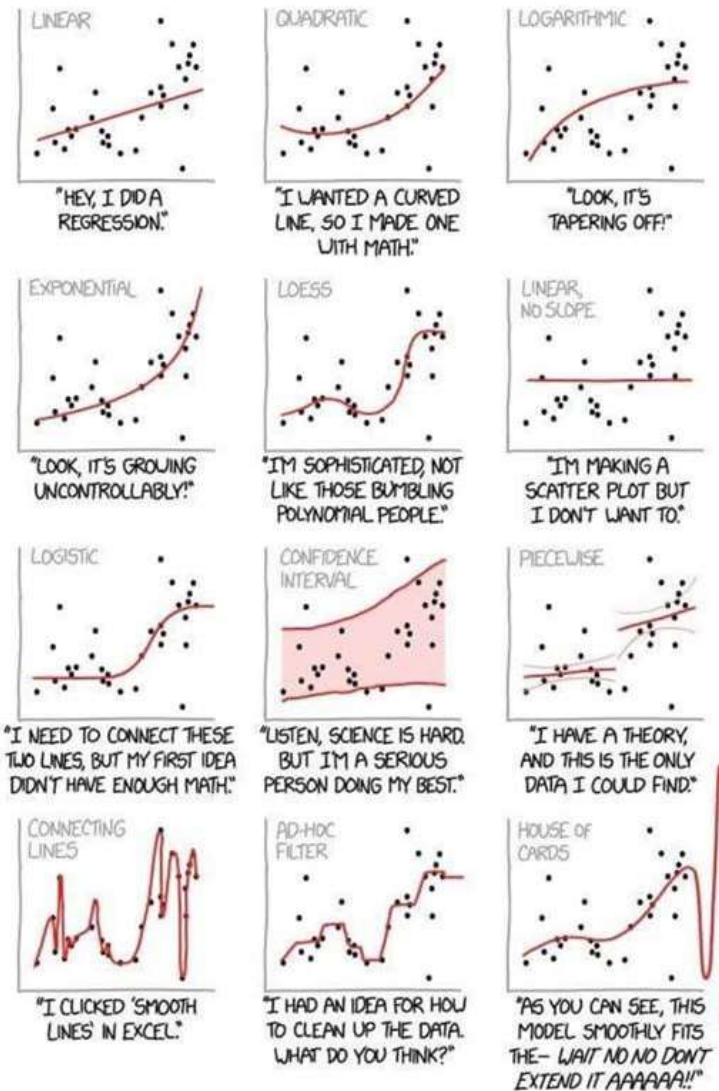 LINEAR
"HEY, I DID A
REGRESSION."
QUADRATIC
"I WANTED A CURVED
LINE, SO I MADE ONE
WITH MATH."
LOGARITHMIC
"LOOK, IT'S
TAPERING OFF!"
EXPONENTIAL
"LOOK, IT'S GROWING
UNCONTROLLABLY!"
LOESS
"I'M SOPHISTICATED, NOT
LIKE THOSE BUMBLING
POLYNOMIAL PEOPLE."
LINEAR,
NO SLOPE
"I'M MAKING A
SCATTER PLOT BUT
I DON'T WANT TO."
LOGISTIC
"I NEED TO CONNECT THESE
TWO LINES, BUT MY FIRST IDEA
DIDN'T HAVE ENOUGH MATH."
CONFIDENCE
INTERVAL
"LISTEN, SCIENCE IS HARD.
BUT I'M A SERIOUS
PERSON DOING MY BEST."
PIECEWISE
"I HAVE A THEORY,
AND THIS IS THE ONLY
DATA I COULD FIND."
CONNECTING
LINES
"I CLICKED 'SMOOTH
LINES' IN EXCEL."
AD-HOC
FILTER
"I HAD AN IDEA FOR HOW
TO CLEAN UP THE DATA.
WHAT DO YOU THINK?"
HOUSE OF
CARDS
"AS YOU CAN SEE, THIS
MODEL SMOOTHLY FITS
THE- WAIT NO NO DON'T
EXTEND IT AAAAAA!!"